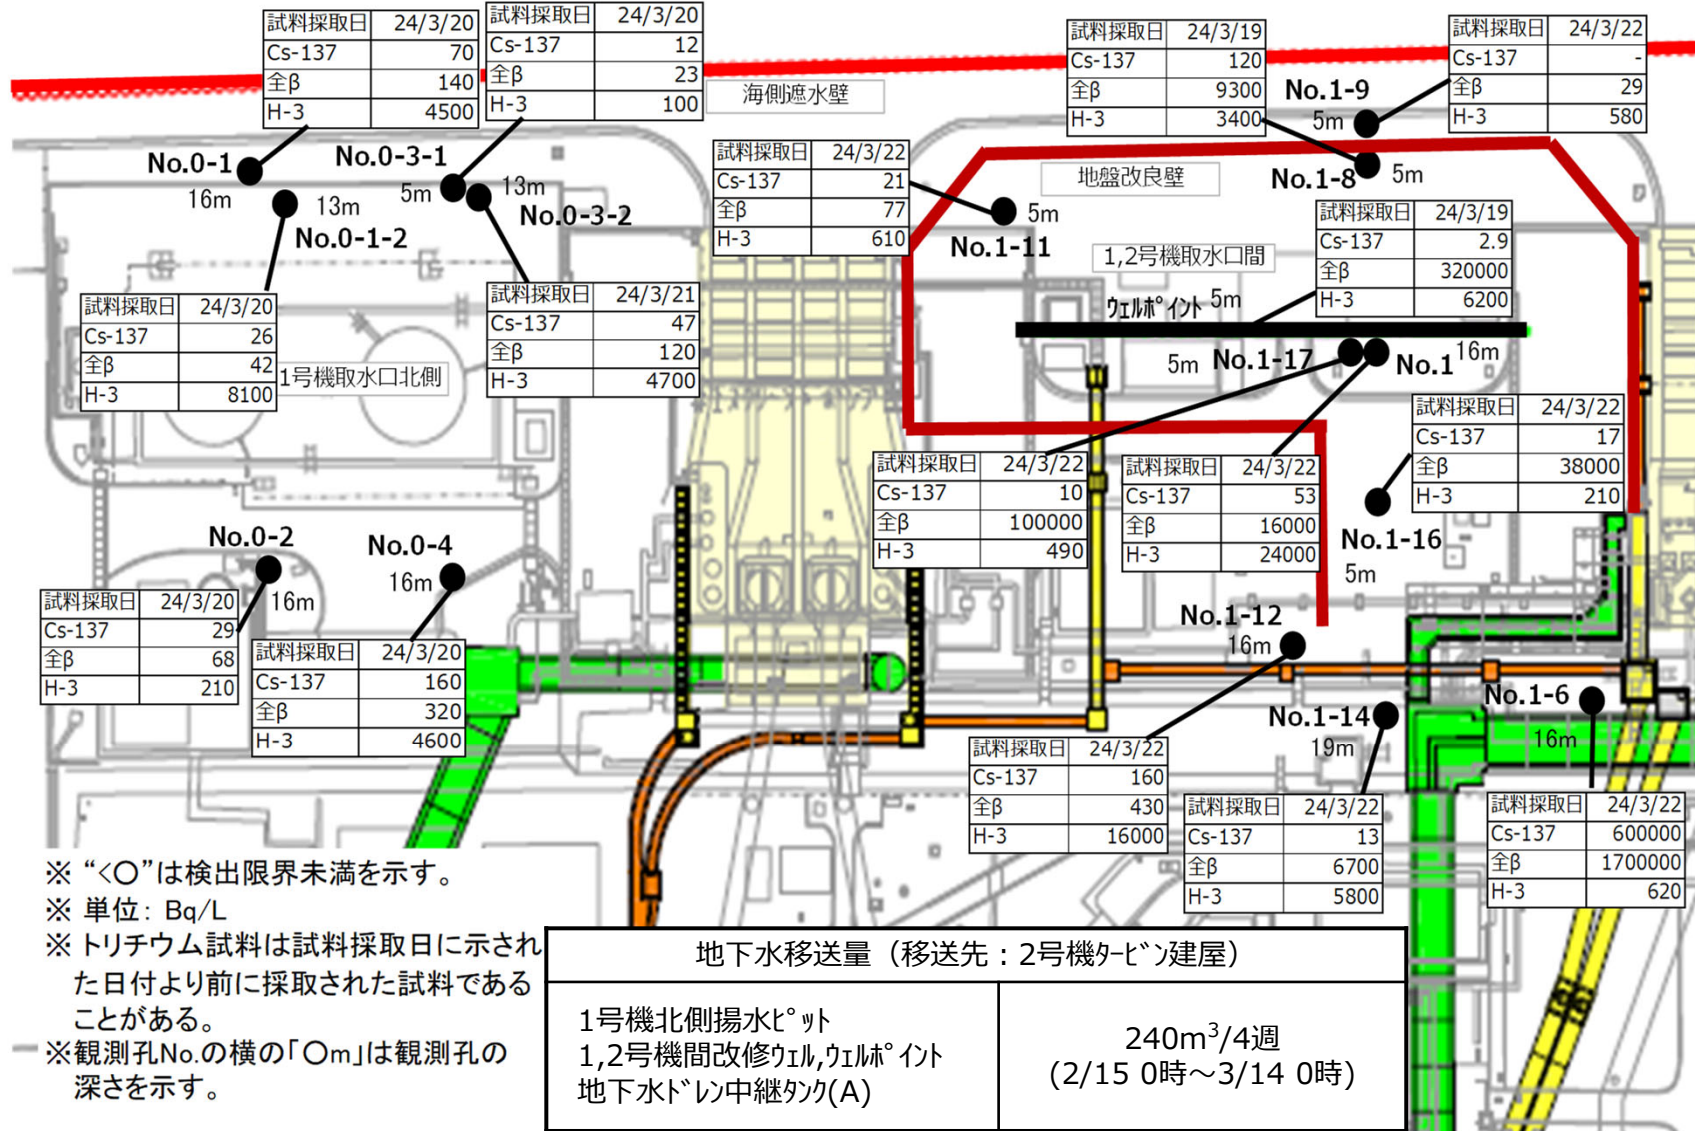 試料採取日 24/3/20
Cs-137 70
全β 140
H-3 4500
試料採取日 24/3/20
Cs-137 12
全β 23
H-3 100
海側遮水壁
試料採取日 24/3/19
Cs-137 120
全β 9300
H-3 3400
試料採取日 24/3/22
Cs-137 -
全β 29
H-3 580
No.1-9
5m
No.0-1
16m
No.0-3-1
5m
13m
No.0-3-2
13m
No.0-1-2
試料採取日 24/3/22
Cs-137 21
全β 77
H-3 610
5m
No.1-11
地盤改良壁
No.1-8
5m
試料採取日 24/3/19
Cs-137 2.9
全β 320000
H-3 6200
1,2号機取水口間
ウェルポイント 5m
試料採取日 24/3/20
Cs-137 26
全β 42
H-3 8100
1号機取水口北側
試料採取日 24/3/21
Cs-137 47
全β 120
H-3 4700
5m No.1-17
No.1 16m
試料採取日 24/3/22
Cs-137 10
全β 100000
H-3 490
試料採取日 24/3/22
Cs-137 53
全β 16000
H-3 24000
試料採取日 24/3/22
Cs-137 17
全β 38000
H-3 210
No.1-16
5m
No.0-2
16m
No.0-4
16m
試料採取日 24/3/20
Cs-137 29
全β 68
H-3 210
試料採取日 24/3/20
Cs-137 160
全β 320
H-3 4600
No.1-12
16m
No.1-14
19m
No.1-6
16m
試料採取日 24/3/22
Cs-137 160
全β 430
H-3 16000
試料採取日 24/3/22
Cs-137 13
全β 6700
H-3 5800
試料採取日 24/3/22
Cs-137 600000
全β 1700000
H-3 620
※ “<〇”は検出限界未満を示す。
※ 単位: Bq/L
※ トリチウム試料は試料採取日に示され
た日付より前に採取された試料である
ことがある。
※観測孔No.の横の「〇m」は観測孔の
深さを示す。
地下水移送量（移送先：2号機タービン建屋）
1号機北側揚水ピット
1,2号機間改修ウェル,ウェルポイント
地下水ドレン中継タンク(A)
240m³/4週
(2/15 0時～3/14 0時)